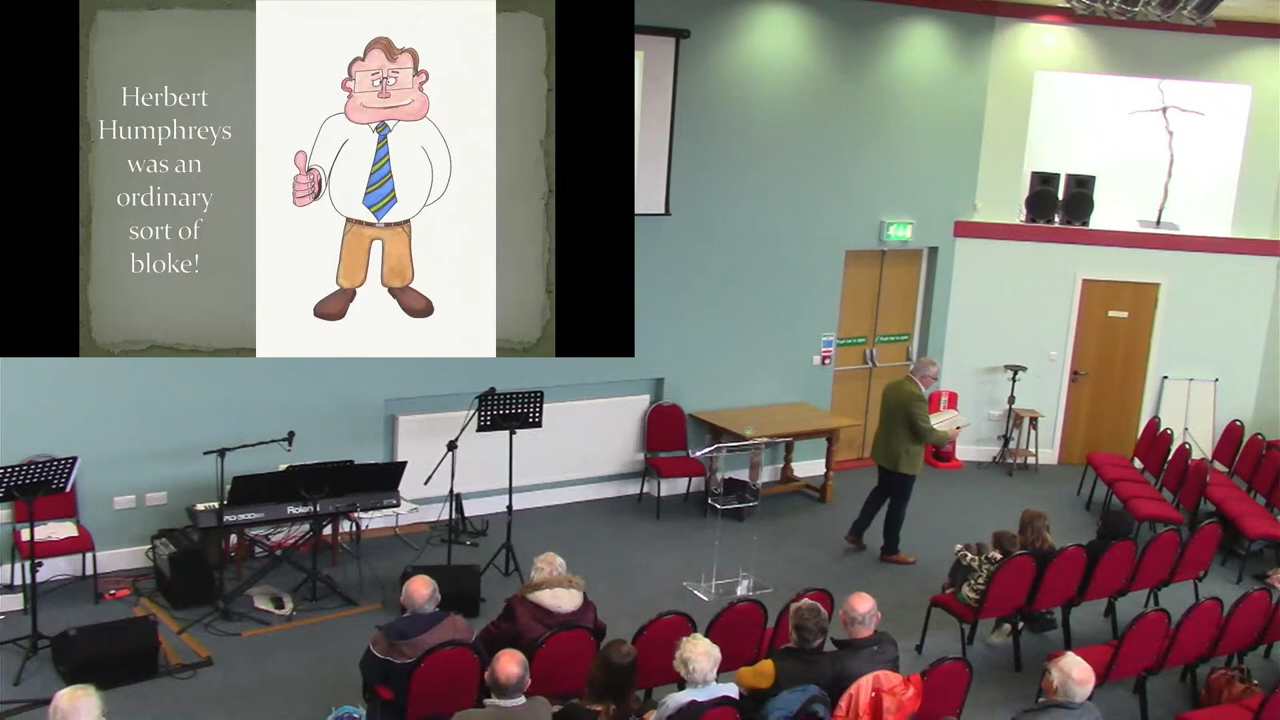 Herbert
Humphreys
was an
ordinary
sort of
bloke!
Roland